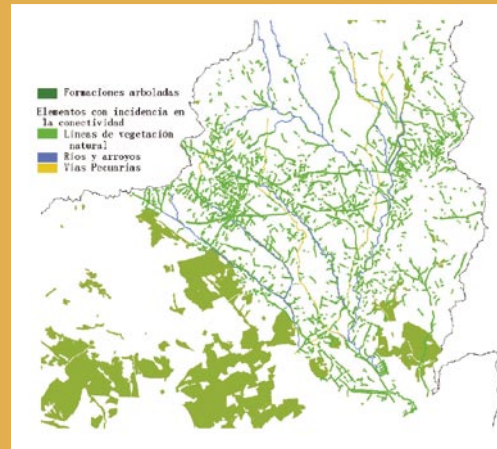 Formaciones arboladas
Elementos con incidencia en
la conectividad
Líneas de vegetación
natural
Ríos y arroyos
Vías Pecuarias